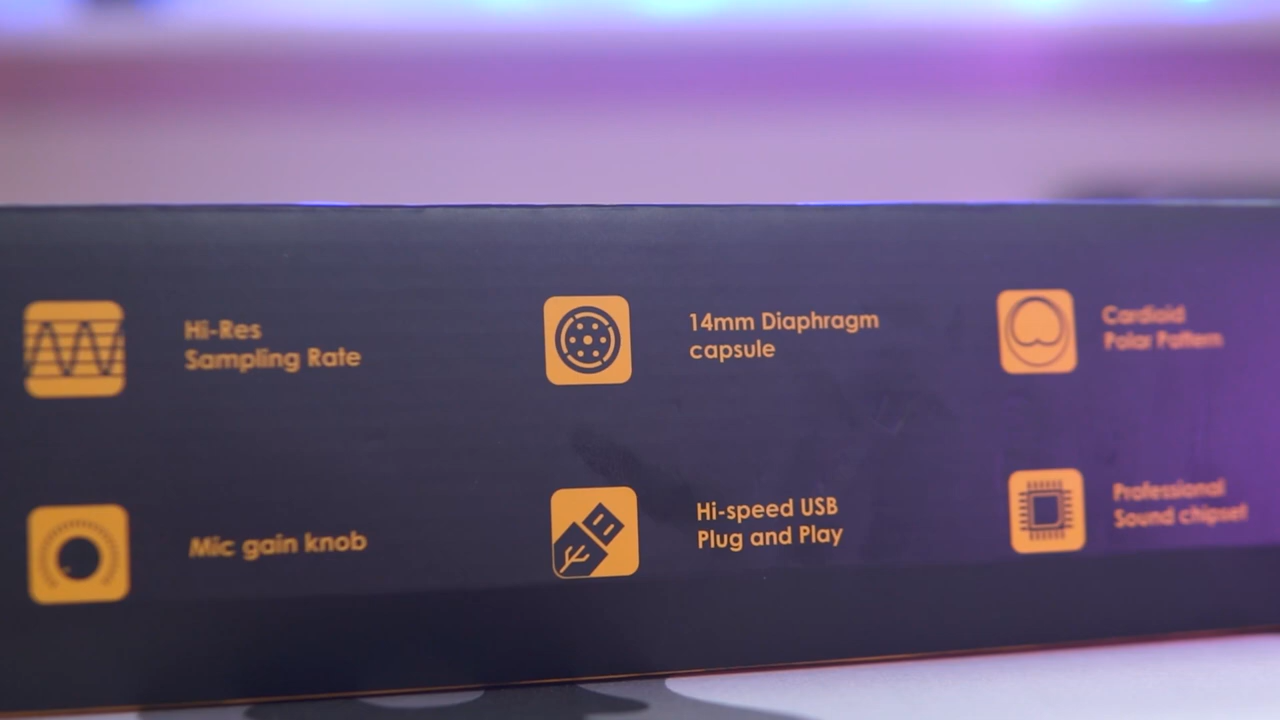 Hi-Res
Sampling Rate
14mm Diaphragm
capsule
Cardioid
Polar Pattern
Mic gain knob
Hi-speed USB
Plug and Play
Professional
Sound chipset